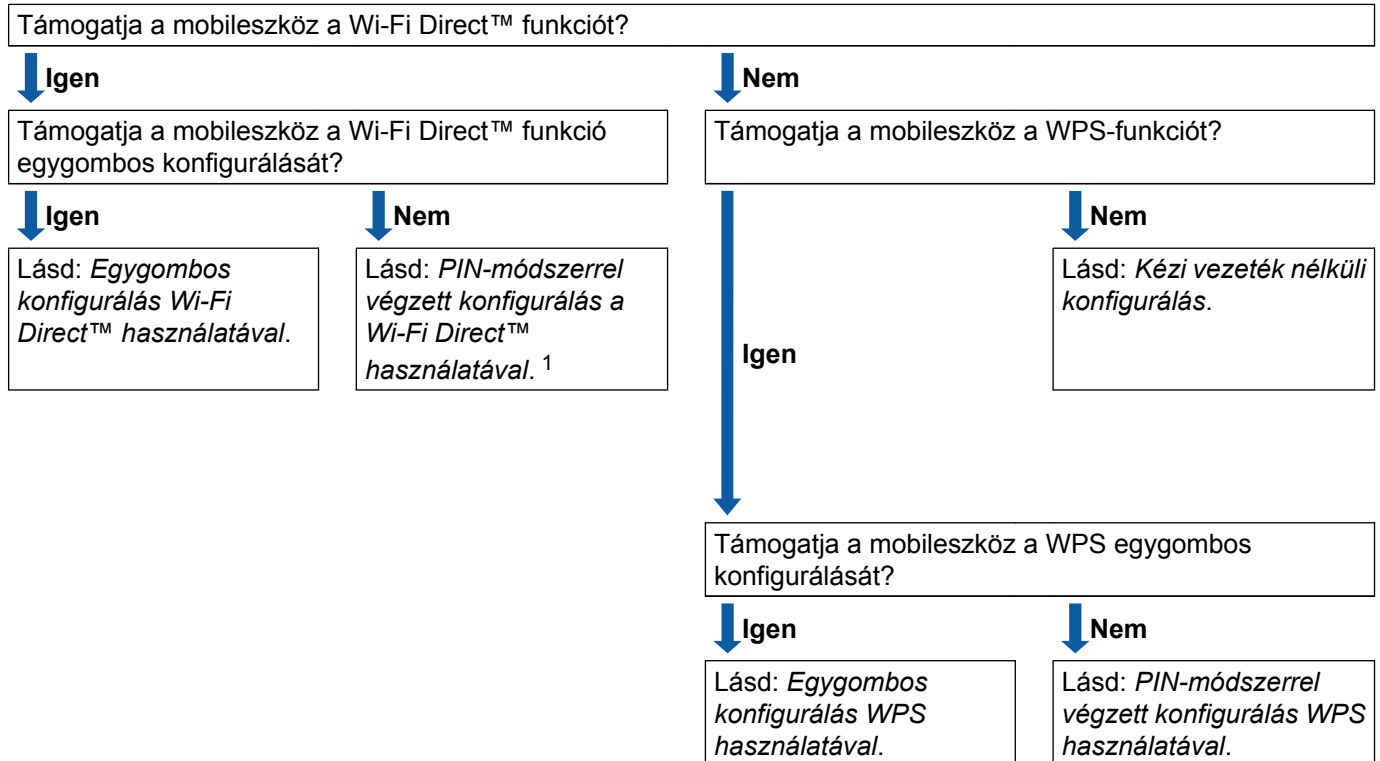 Támogatja a mobileszköz a Wi-Fi Direct™ funkciót?
Igen
Nem
Támogatja a mobileszköz a Wi-Fi Direct™ funkció
egygombos konfigurálását?
Támogatja a mobileszköz a WPS-funkciót?
Igen
Nem
Nem
Lásd: Egygombos
konfigurálás Wi-Fi
Direct™ használatával.
Lásd: PIN-módszerrel
végzett konfigurálás a
Wi-Fi Direct™
használatával. 1
Lásd: Kézi vezeték nélküli
konfigurálás.
Igen
Támogatja a mobileszköz a WPS egygombos
konfigurálását?
Igen
Nem
Lásd: Egygombos
konfigurálás WPS
használatával.
Lásd: PIN-módszerrel
végzett konfigurálás WPS
használatával.